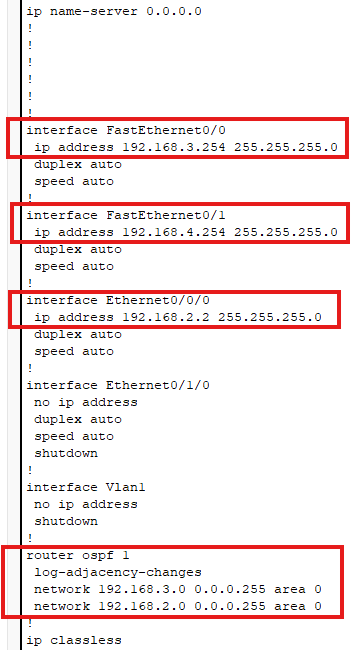 ip name-server 0.0.0.0
!
!
!
!
!
!
interface FastEthernet0/0
ip address 192.168.3.254 255.255.255.0
duplex auto
speed auto
!
interface FastEthernet0/1
ip address 192.168.4.254 255.255.255.0
duplex auto
speed auto
!
interface Ethernet0/0/0
ip address 192.168.2.2 255.255.255.0
duplex auto
speed auto
!
interface Ethernet0/1/0
no ip address
duplex auto
speed auto
shutdown
!
interface Vlan1
no ip address
shutdown
!
router ospf 1
log-adjacency-changes
network 192.168.3.0 0.0.0.255 area 0
network 192.168.2.0 0.0.0.255 area 0
!
ip classless